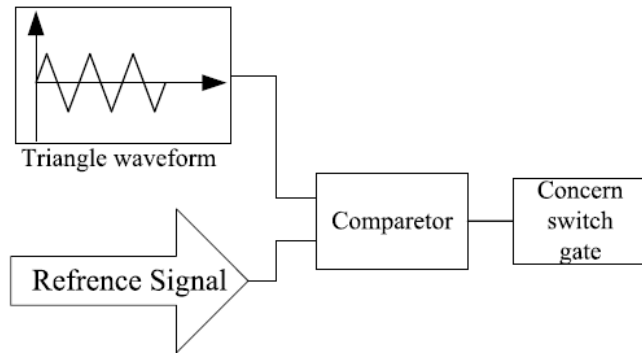 Triangle waveform
Refrence Signal
Comparetor
Concern
switch
gate